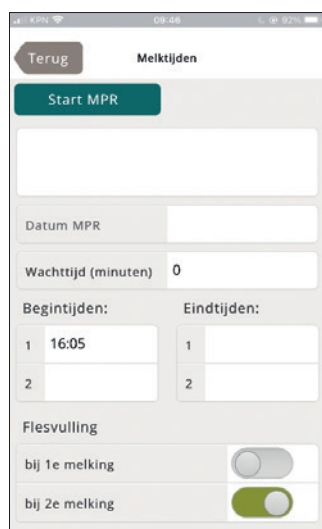 KPN 09:46 92%
Terug Melktijden
Start MPR
Datum MPR
Wachttijd (minuten) 0
Begintijden: Eindtijden:
1 16:05 1
2 2
Flesvulling
bij 1e melking
bij 2e melking